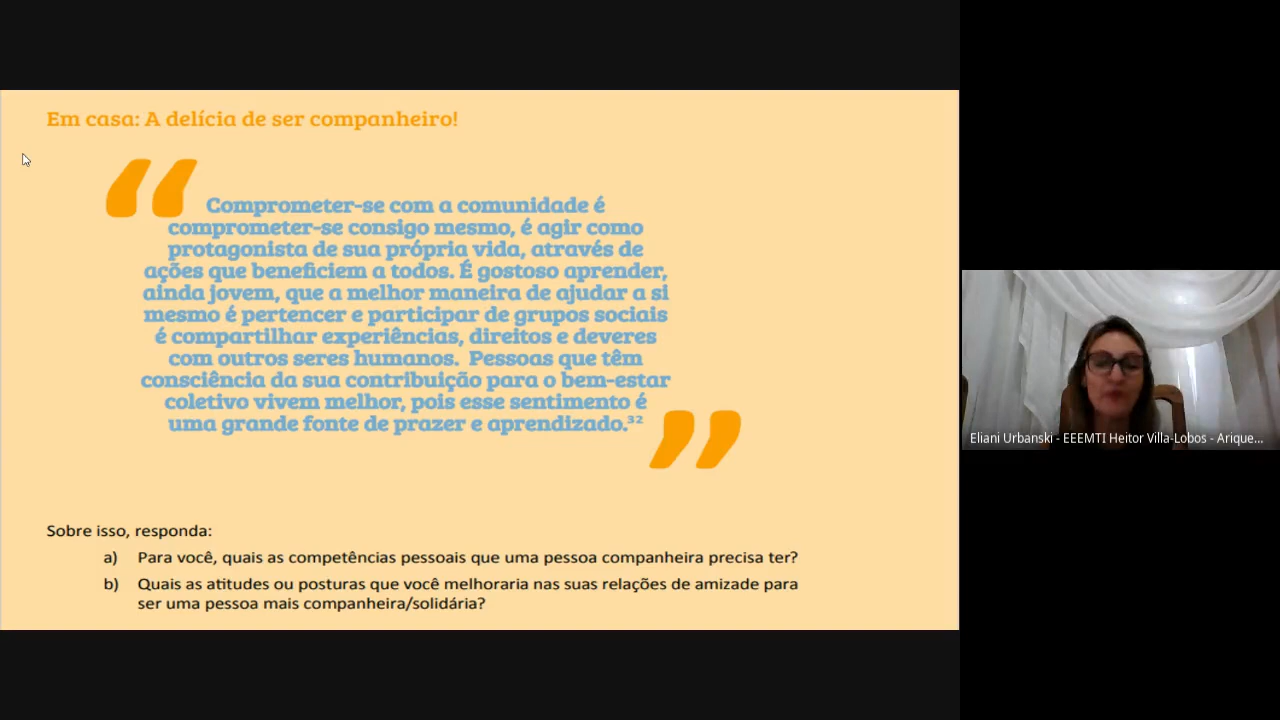 Em casa: A delícia de ser companheiro!
“
Comprometer-se com a comunidade é
comprometer-se consigo mesmo, é agir como
protagonista de sua própria vida, através de
ações que beneficiem a todos. É gostoso aprender,
ainda jovem, que a melhor maneira de ajudar a si
mesmo é pertencer e participar de grupos sociais
é compartilhar experiências, direitos e deveres
com outros seres humanos.  Pessoas que têm
consciência da sua contribuição para o bem-estar
coletivo vivem melhor, pois esse sentimento é
uma grande fonte de prazer e aprendizado.³²
”
Sobre isso, responda:
a) Para você, quais as competências pessoais que uma pessoa companheira precisa ter?
b) Quais as atitudes ou posturas que você melhoraria nas suas relações de amizade para
ser uma pessoa mais companheira/solidária?
Eliani Urbanski - EEEMTI Heitor Villa-Lobos - Arique...